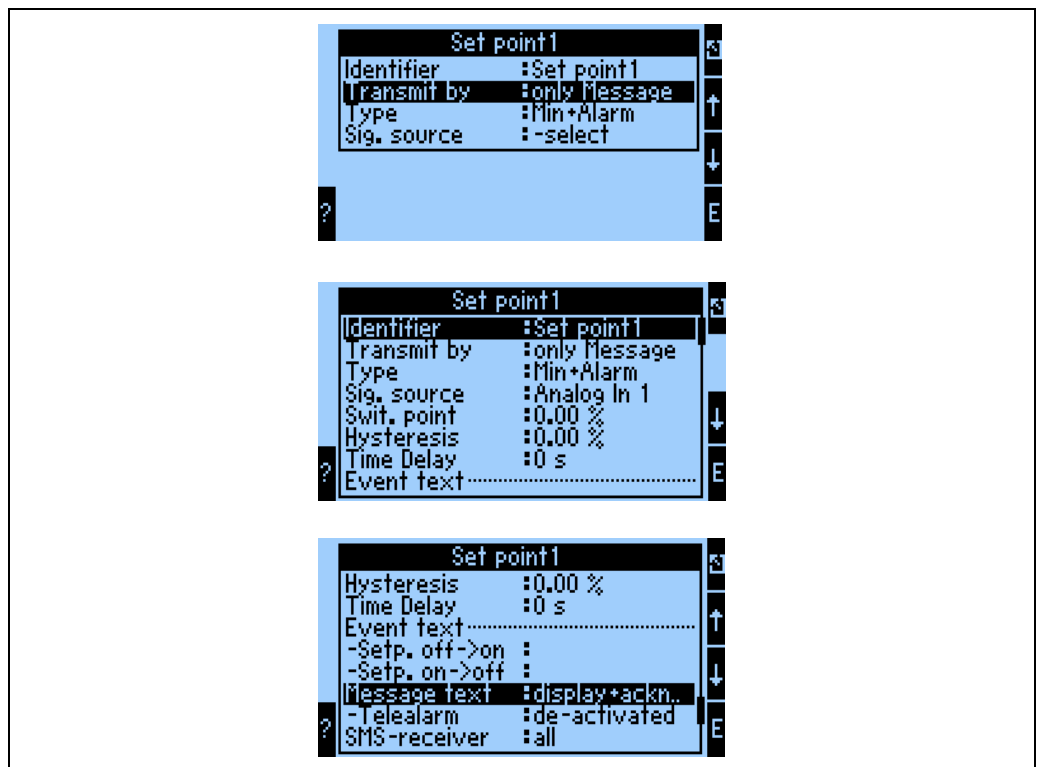 Set point1
Identifier :Set point1
Transmit by :only Message
Type :Min+Alarm
Sig. source :-select
↑
↓
? E
Set point1
Identifier :Set point1
Transmit by :only Message
Type :Min+Alarm
Sig. source :Analog In 1
Swit. point :0.00 %
Hysteresis :0.00 %
↓
Time Delay :0 s
? E
Event text
Set point1
Hysteresis :0.00 %
Time Delay :0 s
↑
Event text
-Setp. off->on :
-Setp. on->off :
↓
Message text :display+ackn..
-Telealarm :de-activated
? E
SMS-receiver :all